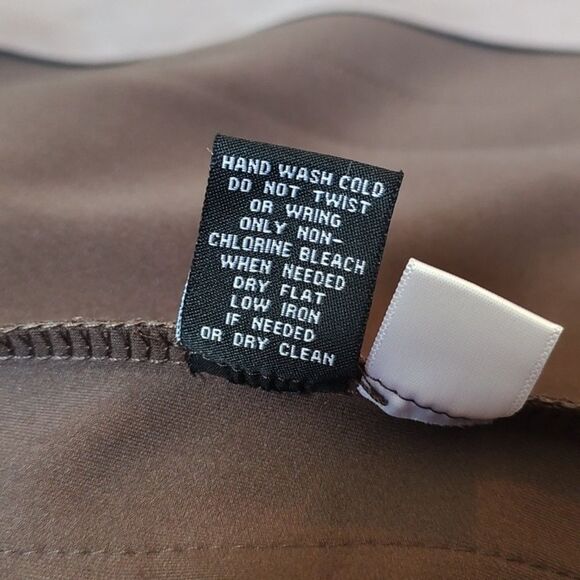 HAND WASH COLD
DO NOT TWIST
OR WRING
ONLY NON-
CHLORINE BLEACH
WHEN NEEDED
DRY FLAT
LOW IRON
IF NEEDED
OR DRY CLEAN